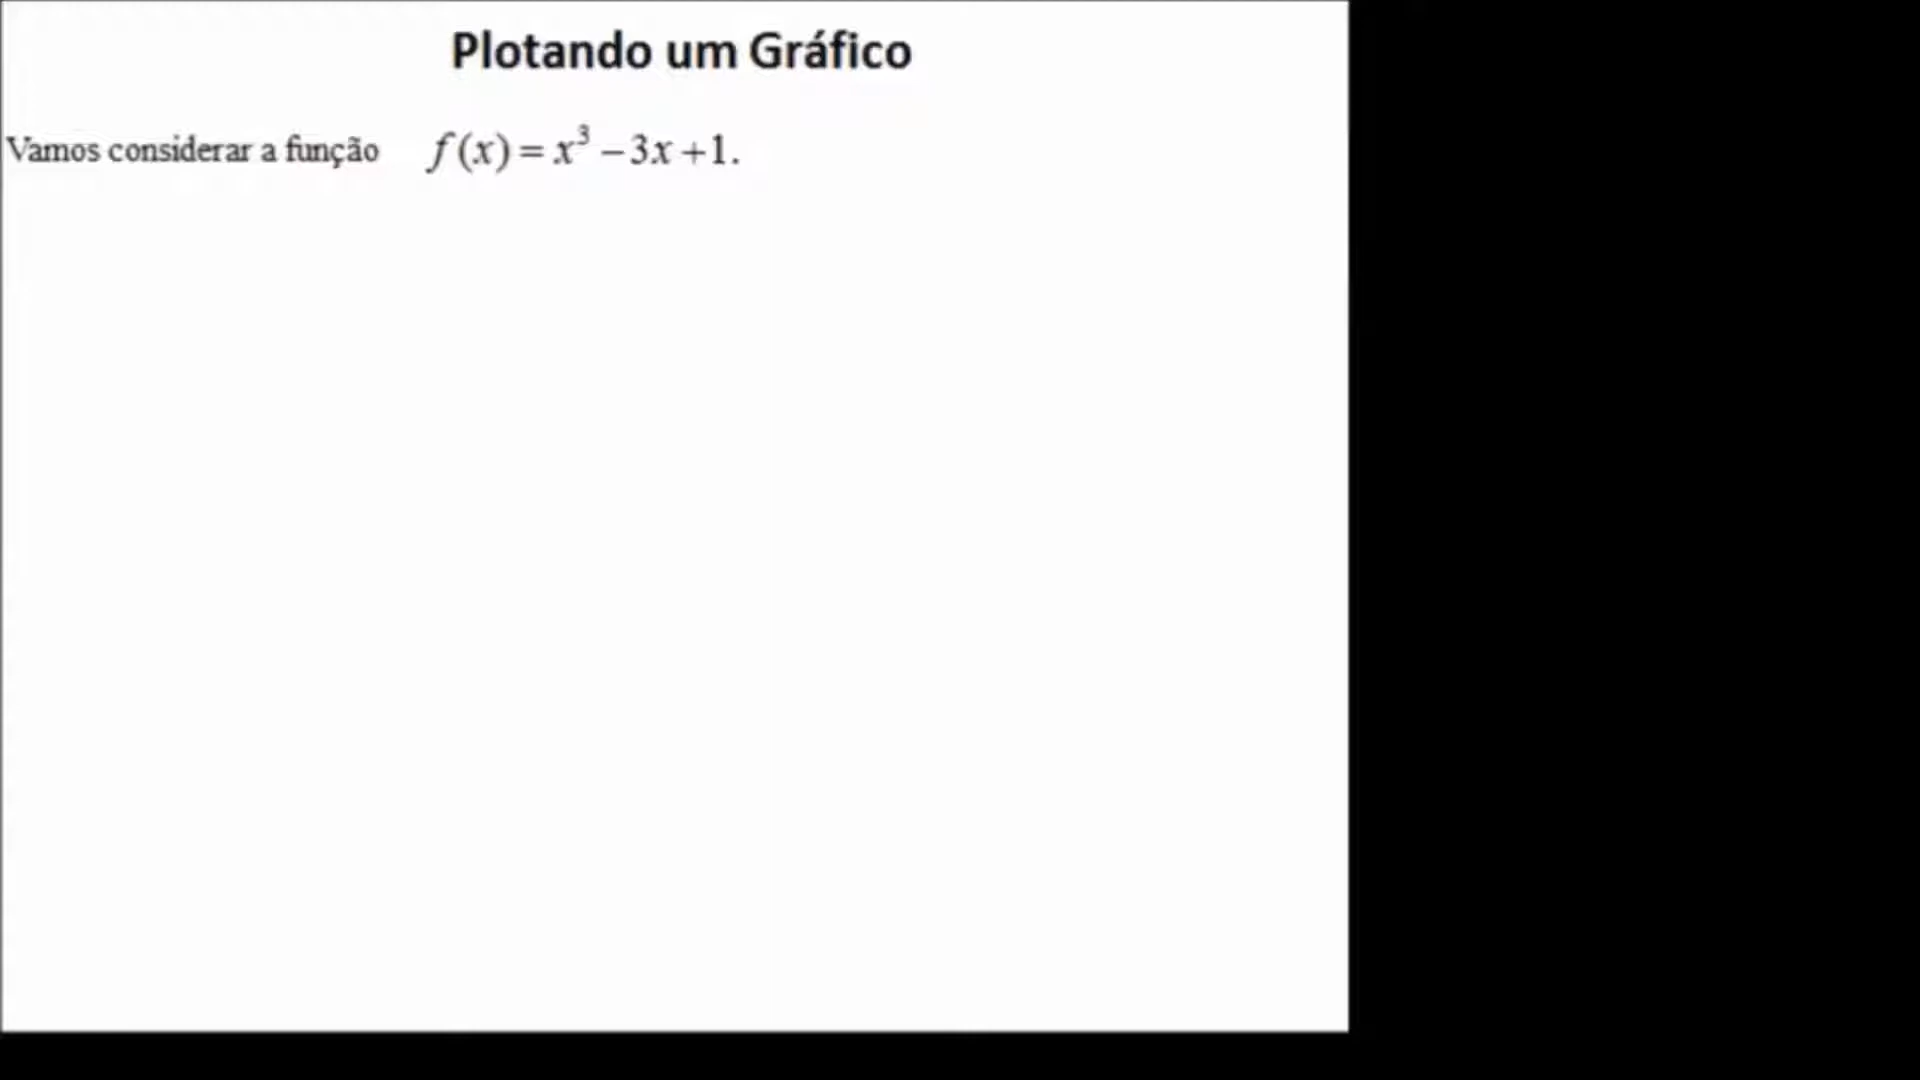 Plotando um Gráfico
Vamos considerar a função f(x) = x³ − 3x + 1.